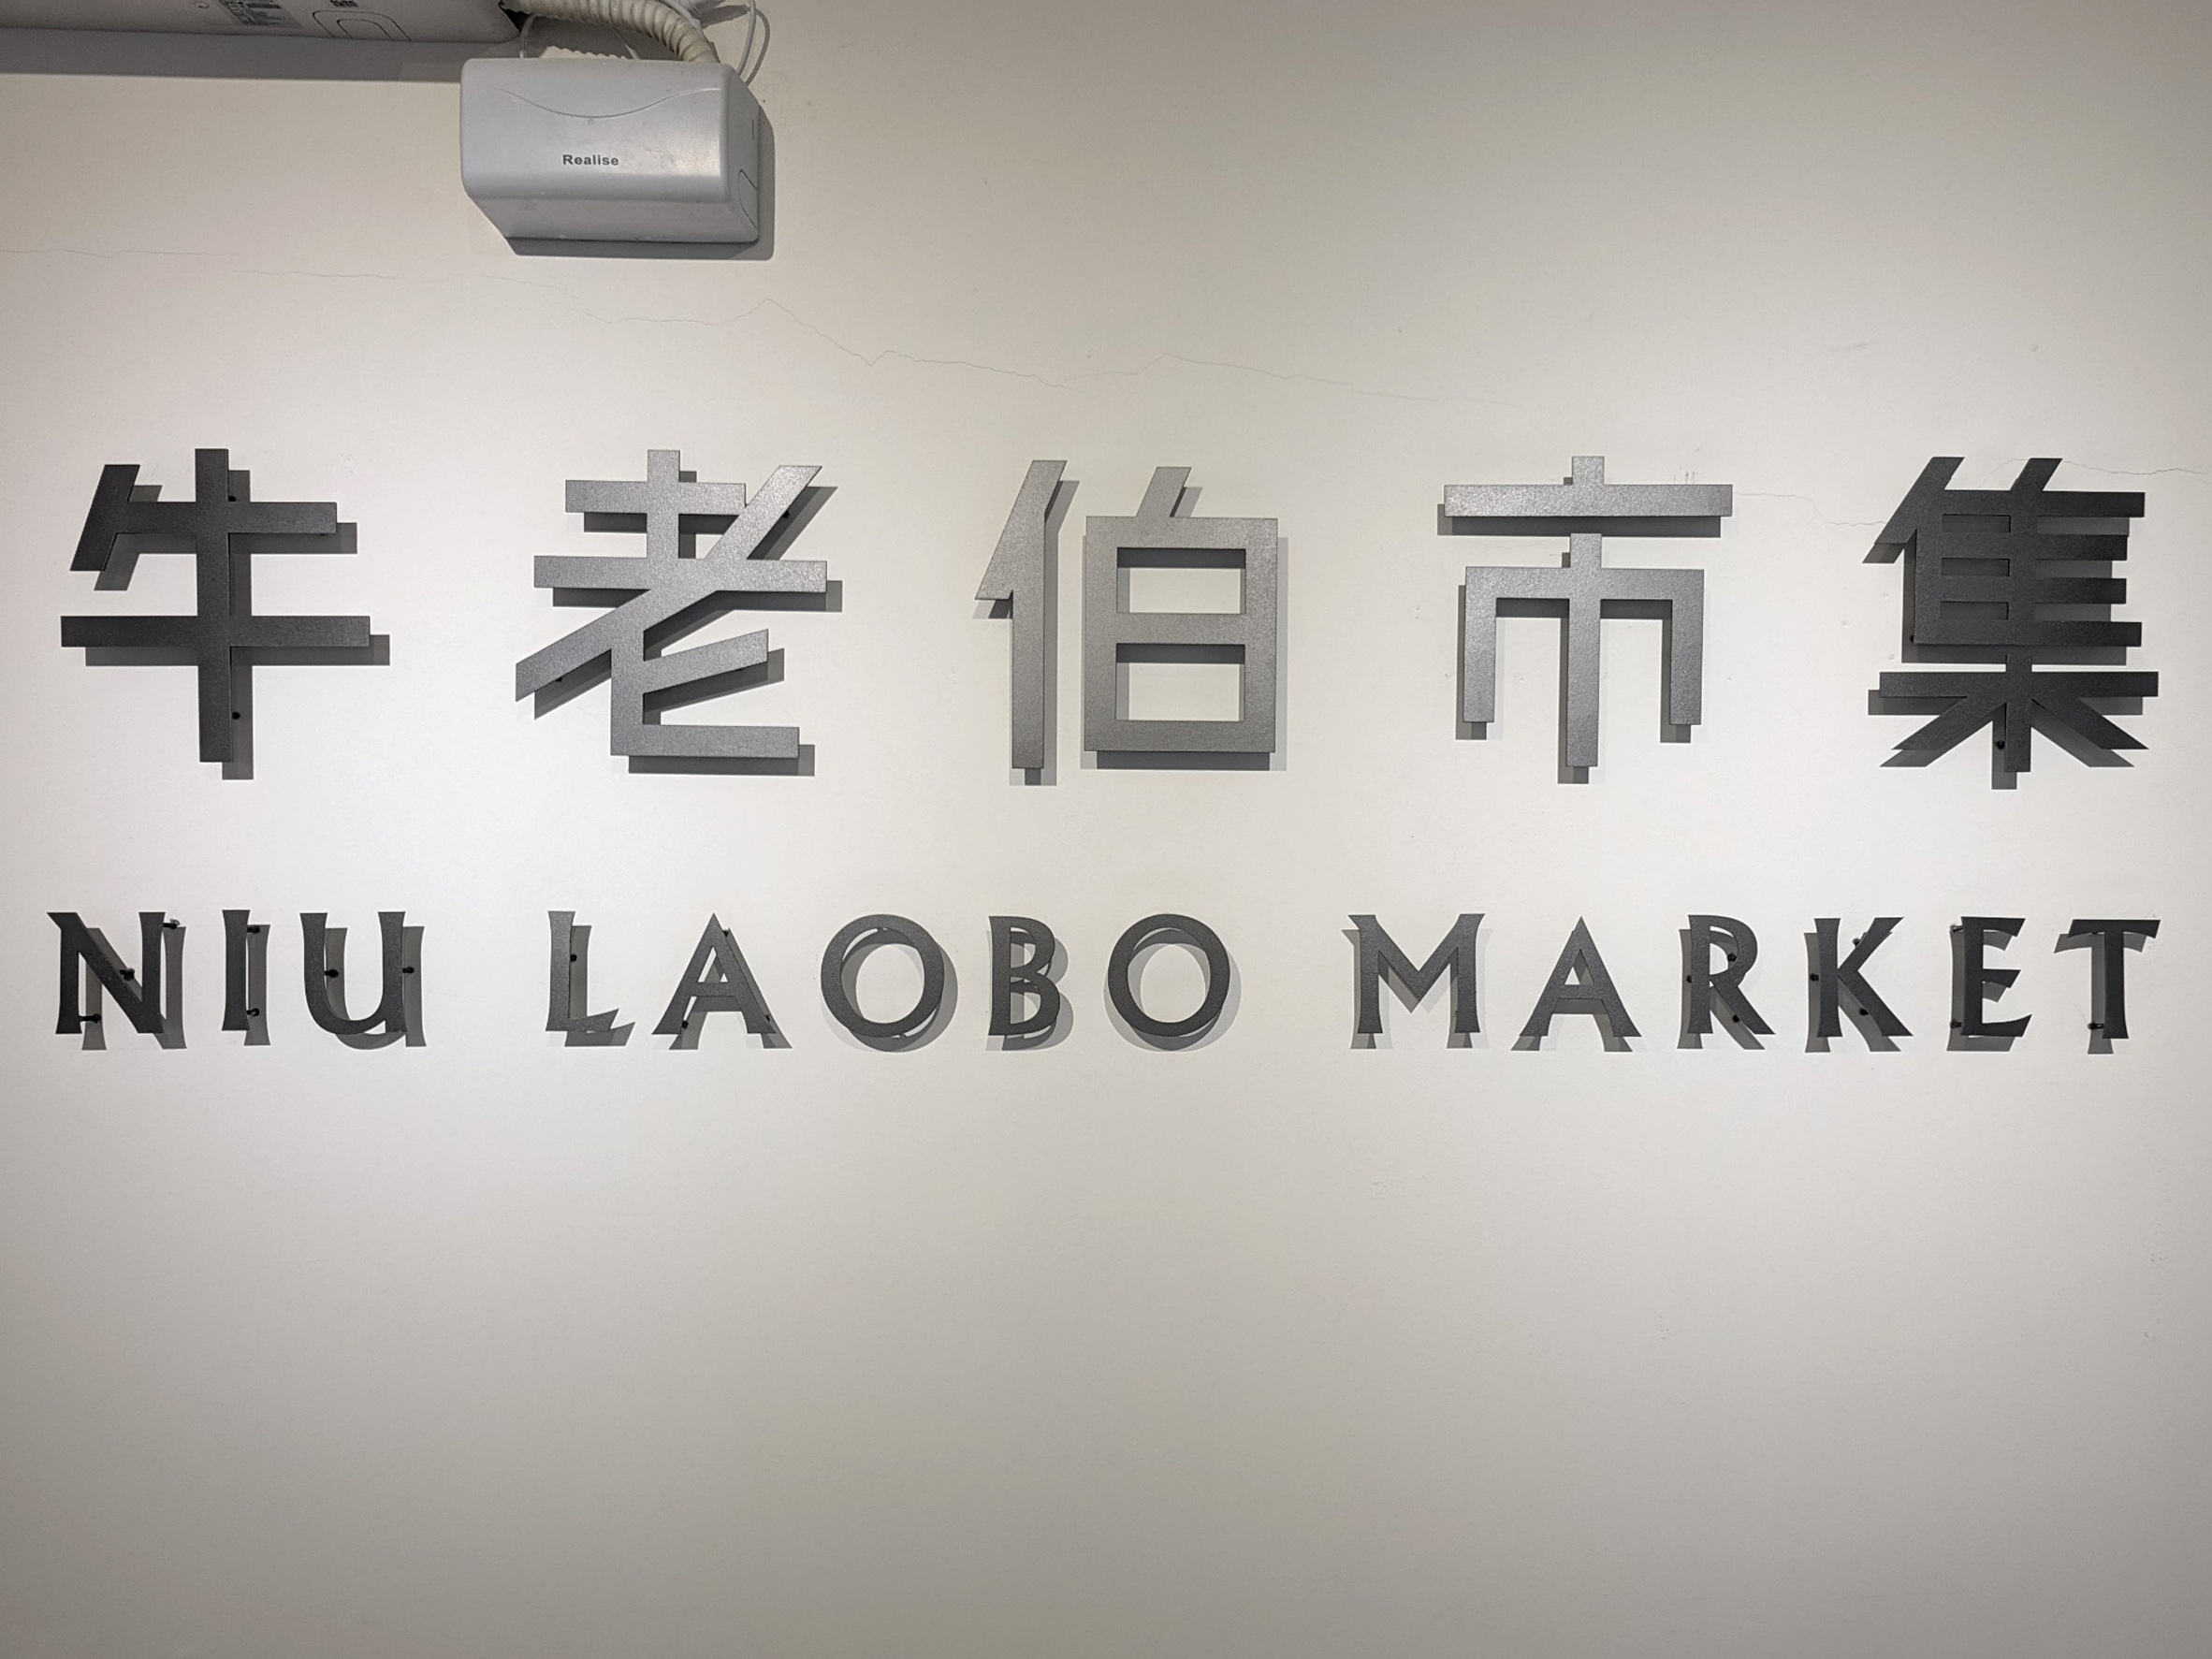 Realise
牛老伯市集
NIU LAOBO MARKET